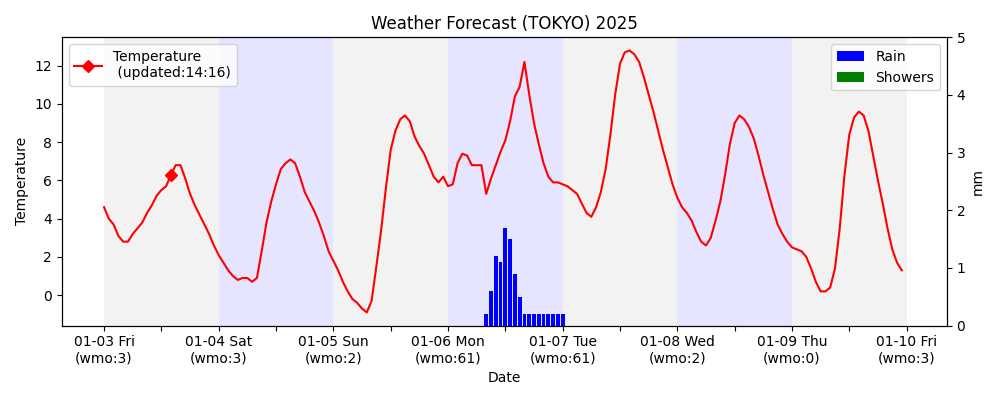 Weather Forecast (TOKYO) 2025
Temperature
(updated:14:16)
Rain
Showers
Temperature
12
10
8
6
4
2
0
5
4
3
2
1
0
mm
01-03 Fri
(wmo:3)
01-04 Sat
(wmo:3)
01-05 Sun
(wmo:2)
01-06 Mon
(wmo:61)
01-07 Tue
(wmo:61)
01-08 Wed
(wmo:2)
01-09 Thu
(wmo:0)
01-10 Fri
(wmo:3)
Date